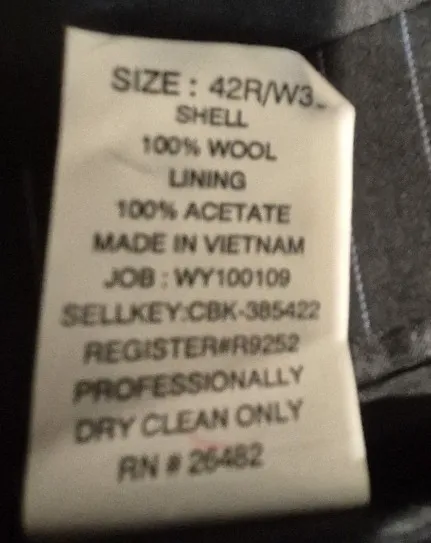 SIZE : 42R/W3
SHELL
100% WOOL
LINING
100% ACETATE
MADE IN VIETNAM
JOB : WY100109
SELLKEY:CBK-385422
REGISTER#R9252
PROFESSIONALLY
DRY CLEAN ONLY
RN # 26482